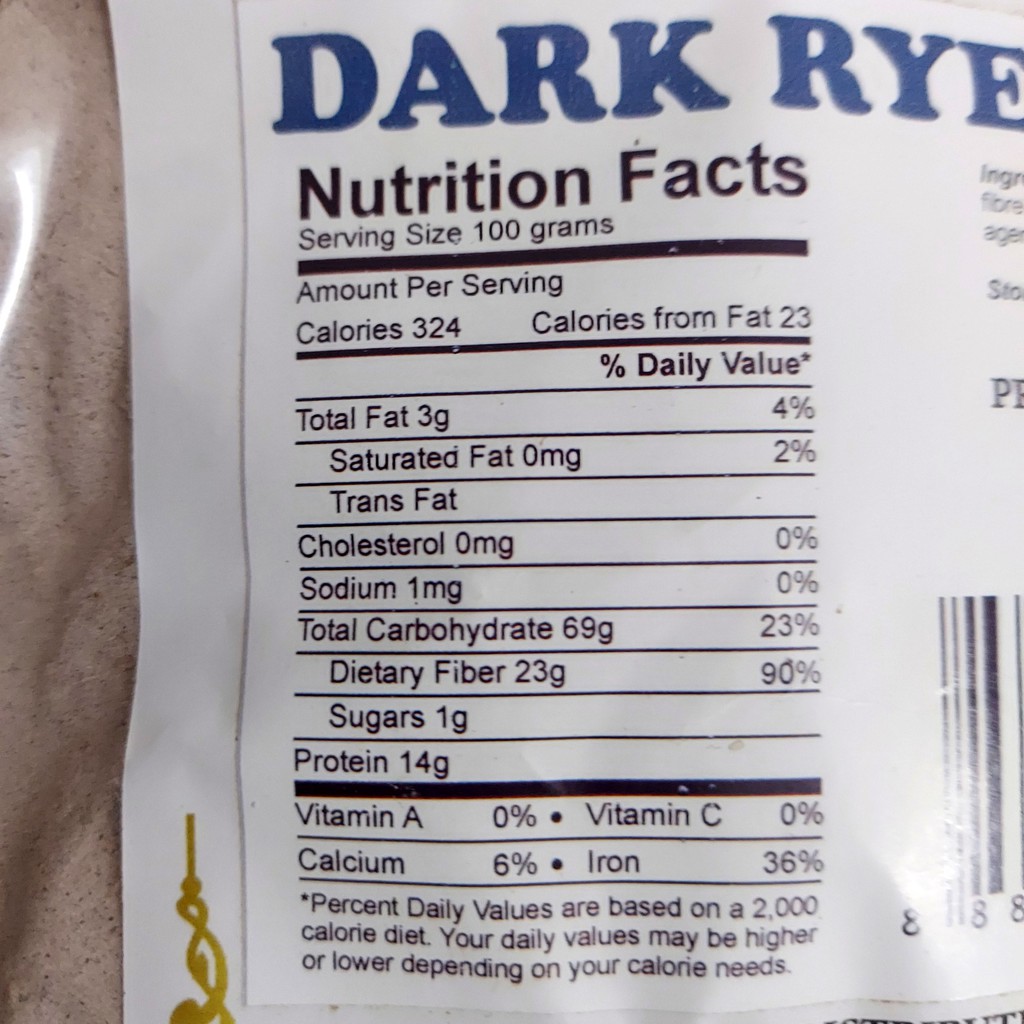 DARK RYE
Nutrition Facts
Serving Size 100 grams
Amount Per Serving
Calories 324 Calories from Fat 23
% Daily Value*
Total Fat 3g 4%
Saturated Fat 0mg 2%
Trans Fat -
Cholesterol 0mg 0%
Sodium 1mg 0%
Total Carbohydrate 69g 23%
Dietary Fiber 23g 90%
Sugars 1g
Protein 14g
Vitamin A 0% • Vitamin C 0%
Calcium 6% • Iron 36%
*Percent Daily Values are based on a 2,000
calorie diet. Your daily values may be higher
or lower depending on your calorie needs.
8 8 8